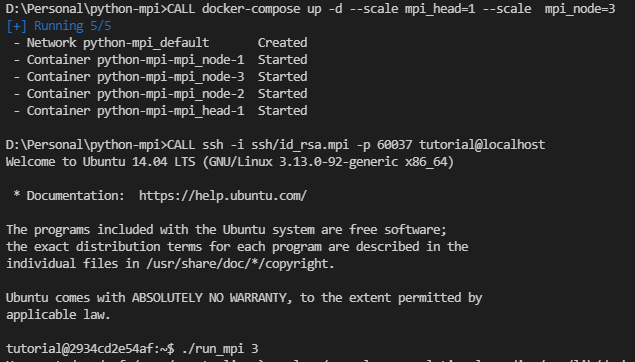 D:\Personal\python-mpi>CALL docker-compose up -d --scale mpi_head=1 --scale  mpi_node=3
[+] Running 5/5
 - Network python-mpi_default       Created
 - Container python-mpi-mpi_node-1  Started
 - Container python-mpi-mpi_node-3  Started
 - Container python-mpi-mpi_node-2  Started
 - Container python-mpi-mpi_head-1  Started
D:\Personal\python-mpi>CALL ssh -i ssh/id_rsa.mpi -p 60037 tutorial@localhost
Welcome to Ubuntu 14.04 LTS (GNU/Linux 3.13.0-92-generic x86_64)
 * Documentation:  https://help.ubuntu.com/
The programs included with the Ubuntu system are free software;
the exact distribution terms for each program are described in the
individual files in /usr/share/doc/*/copyright.
Ubuntu comes with ABSOLUTELY NO WARRANTY, to the extent permitted by
applicable law.
tutorial@2934cd2e54af:~$ ./run_mpi 3